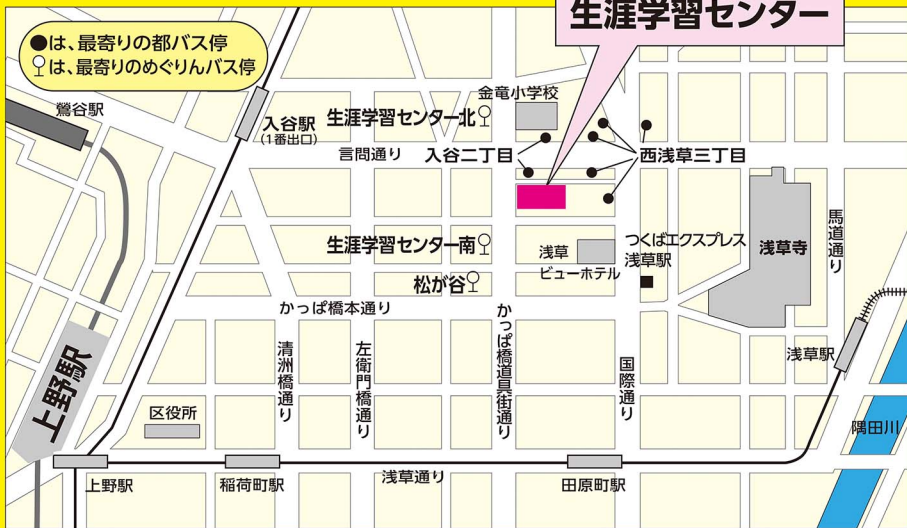 生涯学習センター
●は、最寄りの都バス停
は、最寄りのめぐりんバス停
鶯谷駅
入谷駅
(1番出口)
生涯学習センター北
金竜小学校
言問通り
入谷二丁目
西浅草三丁目
生涯学習センター南
浅草
ビューホテル
つくばエクスプレス
浅草駅
浅草寺
馬道通り
松が谷
かっぱ橋本通り
上野駅
清洲橋通り
左衛門橋通り
かっぱ橋道具街通り
国際通り
浅草駅
区役所
隅田川
上野駅
稲荷町駅
浅草通り
田原町駅